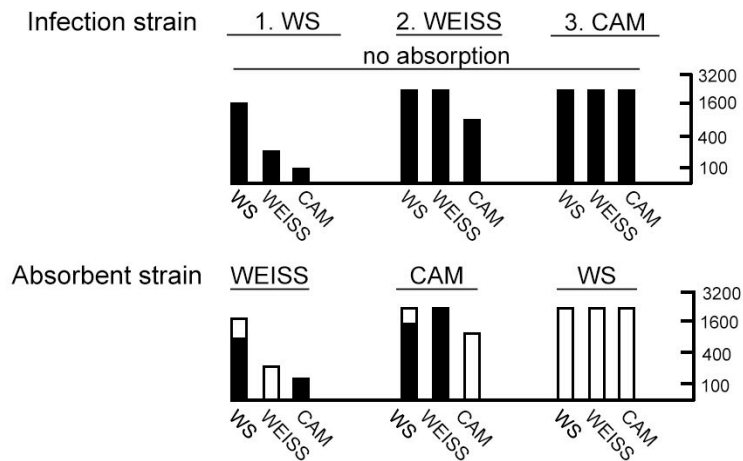 Infection strain 1. WS 2. WEISS 3. CAM
no absorption
3200
1600
400
100
WS WEISS CAM WS WEISS CAM WS WEISS CAM
Absorbent strain WEISS CAM WS
3200
1600
400
100
WS WEISS CAM WS WEISS CAM WS WEISS CAM